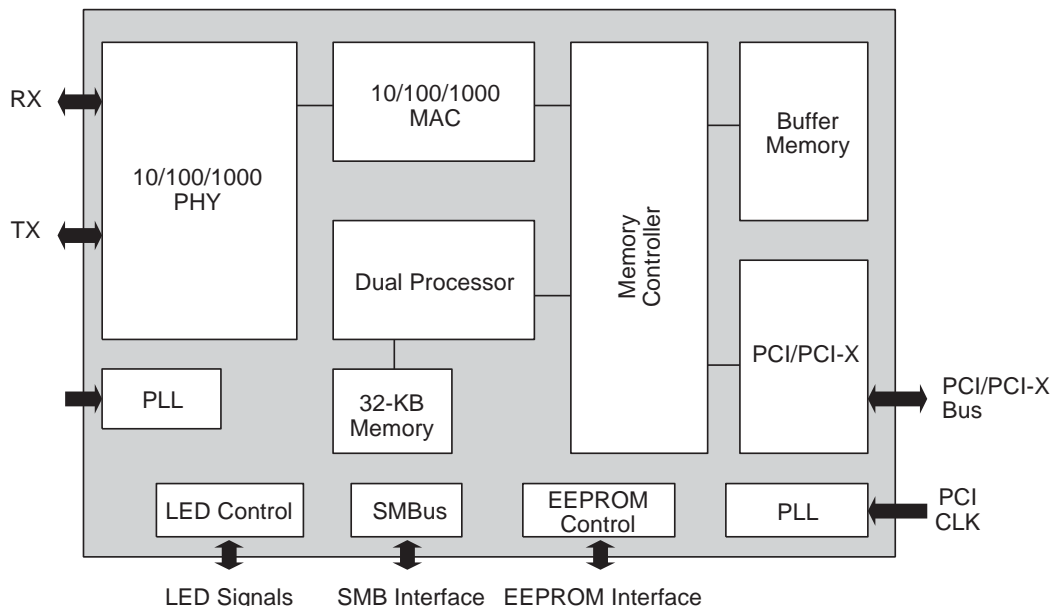 RX
TX
10/100/1000
PHY
10/100/1000
MAC
Dual Processor
32-KB
Memory
Memory
Controller
Buffer
Memory
PCI/PCI-X
PCI/PCI-X
Bus
PLL
LED Control
SMBus
EEPROM
Control
PLL
PCI
CLK
LED Signals
SMB Interface
EEPROM Interface